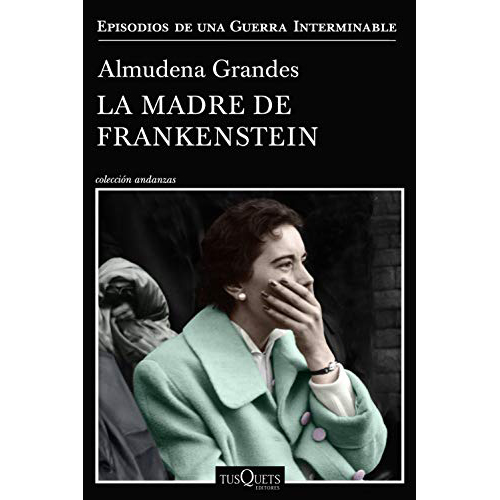 EPISODIOS DE UNA GUERRA INTERMINABLE
Almudena Grandes
LA MADRE DE
FRANKENSTEIN
colección andanzas
TUSQUETS
EDITORES